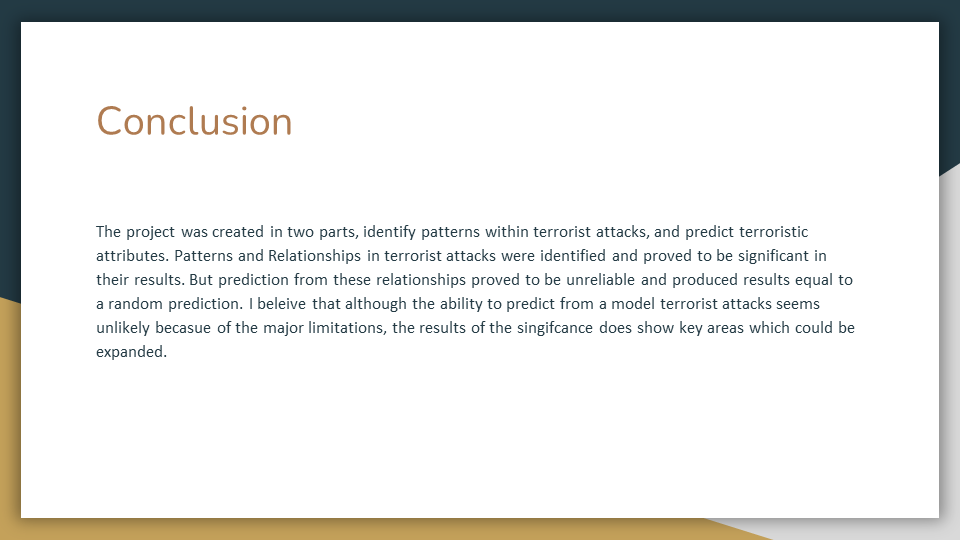 Conclusion
The project was created in two parts, identify patterns within terrorist attacks, and predict terroristic
attributes. Patterns and Relationships in terrorist attacks were identified and proved to be significant in
their results. But prediction from these relationships proved to be unreliable and produced results equal to
a random prediction. I beleive that although the ability to predict from a model terrorist attacks seems
unlikely becasue of the major limitations, the results of the singifcance does show key areas which could be
expanded.